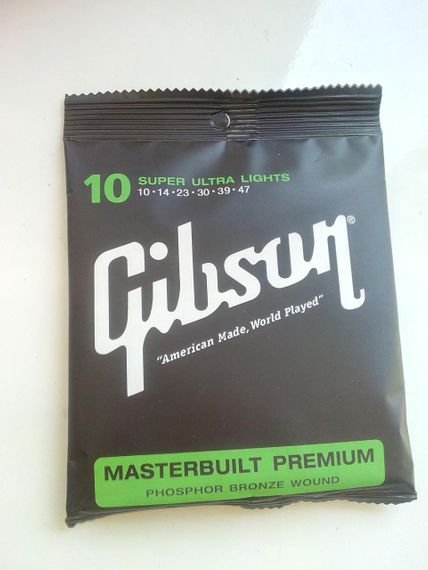 10 SUPER ULTRA LIGHTS
10·14·23·30·39·47
Gibson®
"American Made, World Played"
MASTERBUILT PREMIUM
PHOSPHOR BRONZE WOUND